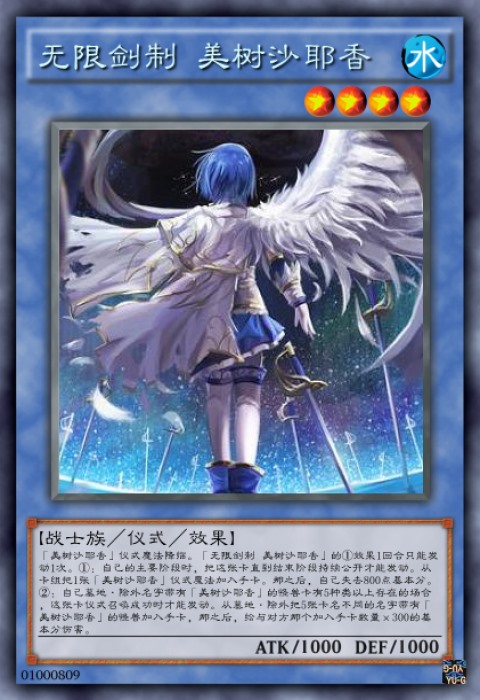 无限剑制 美树沙耶香
水
【战士族／仪式／效果】
「美树沙耶香」仪式魔法降临。「无限剑制 美树沙耶香」的①效果1回合只能发
动1次。①：自己的主要阶段时，把这张卡直到结束阶段持续公开才能发动。从
卡组把1张「美树沙耶香」仪式魔法加入手卡。那之后，自己失去800点基本分。
②：自己墓地·除外名字带有「美树沙耶香」的怪兽卡有5种类以上存在的场合
，这张卡仪式召唤成功时才能发动。从墓地·除外把5张卡名不同的名字带有「
美树沙耶香」的怪兽加入手卡，那之后，给与对方那个加入手卡数量×300的基
本分伤害。
ATK/1000 DEF/1000
01000809